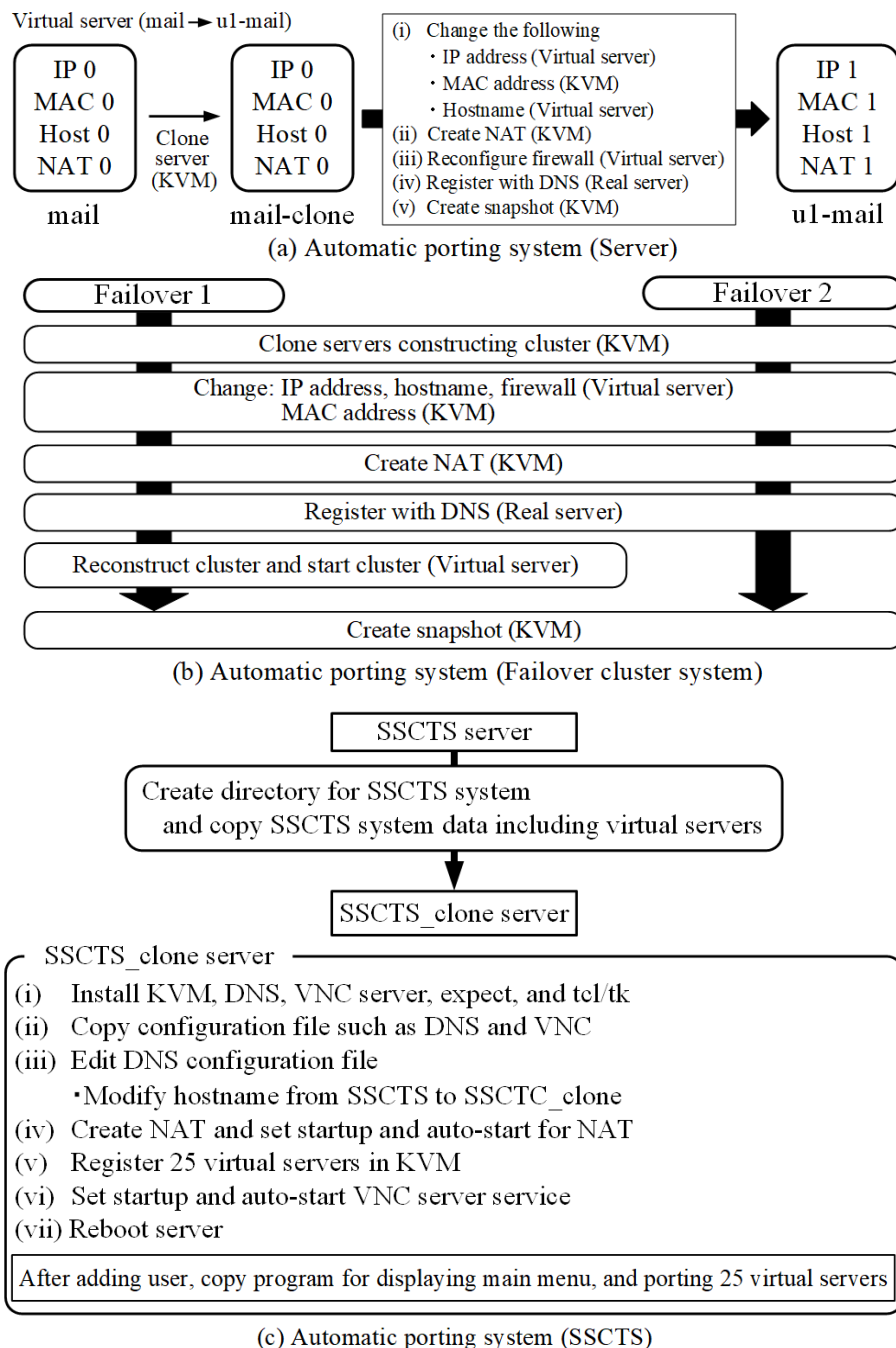 Virtual server (mail → u1-mail)
IP 0
MAC 0
Host 0
NAT 0
mail
Clone
server
(KVM)
IP 0
MAC 0
Host 0
NAT 0
mail-clone
(i) Change the following
・IP address (Virtual server)
・MAC address (KVM)
・Hostname (Virtual server)
(ii) Create NAT (KVM)
(iii) Reconfigure firewall (Virtual server)
(iv) Register with DNS (Real server)
(v) Create snapshot (KVM)
IP 1
MAC 1
Host 1
NAT 1
u1-mail
(a) Automatic porting system (Server)
Failover 1
Failover 2
Clone servers constructing cluster (KVM)
Change: IP address, hostname, firewall (Virtual server)
MAC address (KVM)
Create NAT (KVM)
Register with DNS (Real server)
Reconstruct cluster and start cluster (Virtual server)
Create snapshot (KVM)
(b) Automatic porting system (Failover cluster system)
SSCTS server
Create directory for SSCTS system
and copy SSCTS system data including virtual servers
SSCTS_clone server
SSCTS_clone server
(i) Install KVM, DNS, VNC server, expect, and tcl/tk
(ii) Copy configuration file such as DNS and VNC
(iii) Edit DNS configuration file
・Modify hostname from SSCTS to SSCTC_clone
(iv) Create NAT and set startup and auto-start for NAT
(v) Register 25 virtual servers in KVM
(vi) Set startup and auto-start VNC server service
(vii) Reboot server
After adding user, copy program for displaying main menu, and porting 25 virtual servers
(c) Automatic porting system (SSCTS)